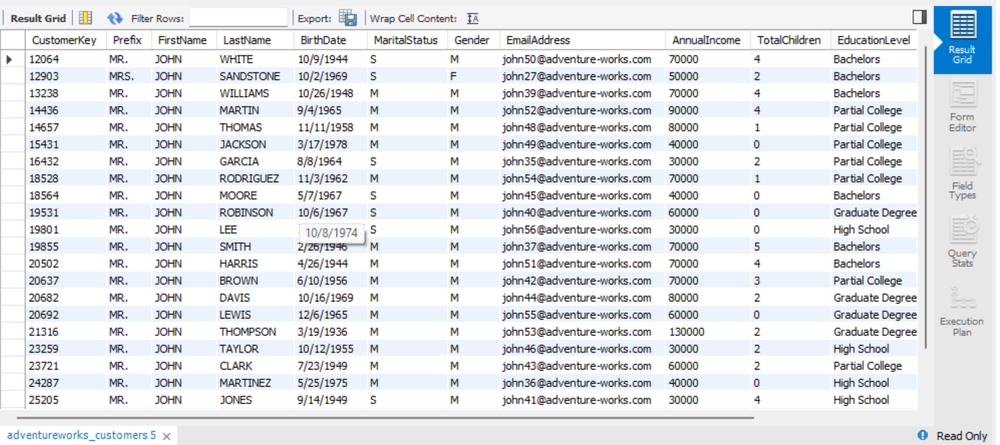 Result Grid Filter Rows: Export: Wrap Cell Content: IA
CustomerKey Prefix FirstName LastName BirthDate MaritalStatus Gender EmailAddress AnnualIncome TotalChildren EducationLevel
12064 MR. JOHN WHITE 10/9/1944 S M john50@adventure-works.com 70000 4 Bachelors
12903 MRS. JOHN SANDSTONE 10/2/1969 S F john27@adventure-works.com 50000 2 Bachelors
13238 MR. JOHN WILLIAMS 10/26/1948 M M john39@adventure-works.com 70000 4 Bachelors
14436 MR. JOHN MARTIN 9/4/1965 M M john52@adventure-works.com 90000 4 Partial College
14657 MR. JOHN THOMAS 11/11/1958 M M john48@adventure-works.com 80000 1 Partial College
15431 MR. JOHN JACKSON 3/17/1978 M M john49@adventure-works.com 40000 0 Partial College
16432 MR. JOHN GARCIA 8/8/1964 S M john35@adventure-works.com 30000 2 Partial College
18528 MR. JOHN RODRIGUEZ 11/3/1962 M M john54@adventure-works.com 70000 1 Partial College
18564 MR. JOHN MOORE 5/7/1967 S M john45@adventure-works.com 40000 0 Bachelors
19531 MR. JOHN ROBINSON 10/6/1967 S M john40@adventure-works.com 60000 0 Graduate Degree
19801 MR. JOHN LEE 10/8/1974 S M john56@adventure-works.com 30000 0 High School
19855 MR. JOHN SMITH 2/26/1946 M M john37@adventure-works.com 70000 5 Bachelors
20502 MR. JOHN HARRIS 4/26/1944 M M john51@adventure-works.com 70000 4 Bachelors
20637 MR. JOHN BROWN 6/10/1956 M M john42@adventure-works.com 70000 3 Partial College
20682 MR. JOHN DAVIS 10/16/1969 M M john44@adventure-works.com 80000 2 Graduate Degree
20692 MR. JOHN LEWIS 12/6/1965 M M john55@adventure-works.com 60000 0 Graduate Degree
21316 MR. JOHN THOMPSON 3/19/1936 M M john53@adventure-works.com 130000 2 Graduate Degree
23259 MR. JOHN TAYLOR 10/12/1955 M M john46@adventure-works.com 30000 2 High School
23721 MR. JOHN CLARK 7/23/1949 M M john43@adventure-works.com 60000 2 Partial College
24287 MR. JOHN MARTINEZ 5/25/1975 M M john36@adventure-works.com 40000 0 High School
25205 MR. JOHN JONES 9/14/1949 S M john41@adventure-works.com 30000 4 High School
Result
Grid
Form
Editor
Field
Types
Query
Stats
Execution
Plan
adventureworks_customers 5
Read Only